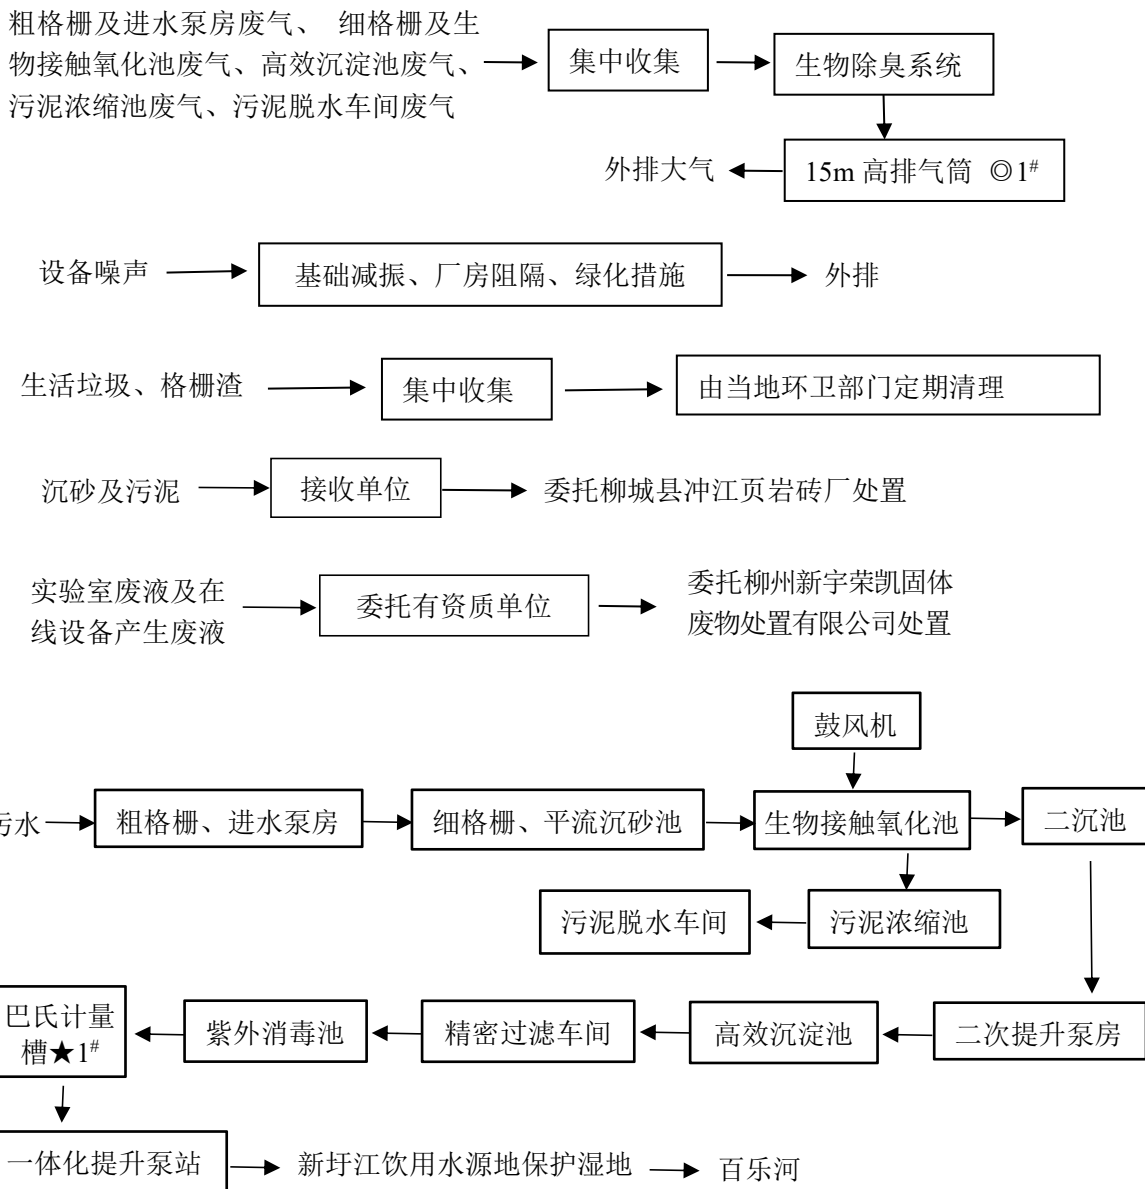 粗格栅及进水泵房废气、 细格栅及生
物接触氧化池废气、高效沉淀池废气、
污泥浓缩池废气、污泥脱水车间废气
集中收集
生物除臭系统
外排大气
15m 高排气筒 ◎1#
设备噪声
基础减振、厂房阻隔、绿化措施
外排
生活垃圾、格栅渣
集中收集
由当地环卫部门定期清理
沉砂及污泥
接收单位
委托柳城县冲江页岩砖厂处置
实验室废液及在
线设备产生废液
委托有资质单位
委托柳州新宇荣凯固体
废物处置有限公司处置
鼓风机
污水
粗格栅、进水泵房
细格栅、平流沉砂池
生物接触氧化池
二沉池
污泥脱水车间
污泥浓缩池
巴氏计量
槽★1#
紫外消毒池
精密过滤车间
高效沉淀池
二次提升泵房
一体化提升泵站
新圩江饮用水源地保护湿地
百乐河